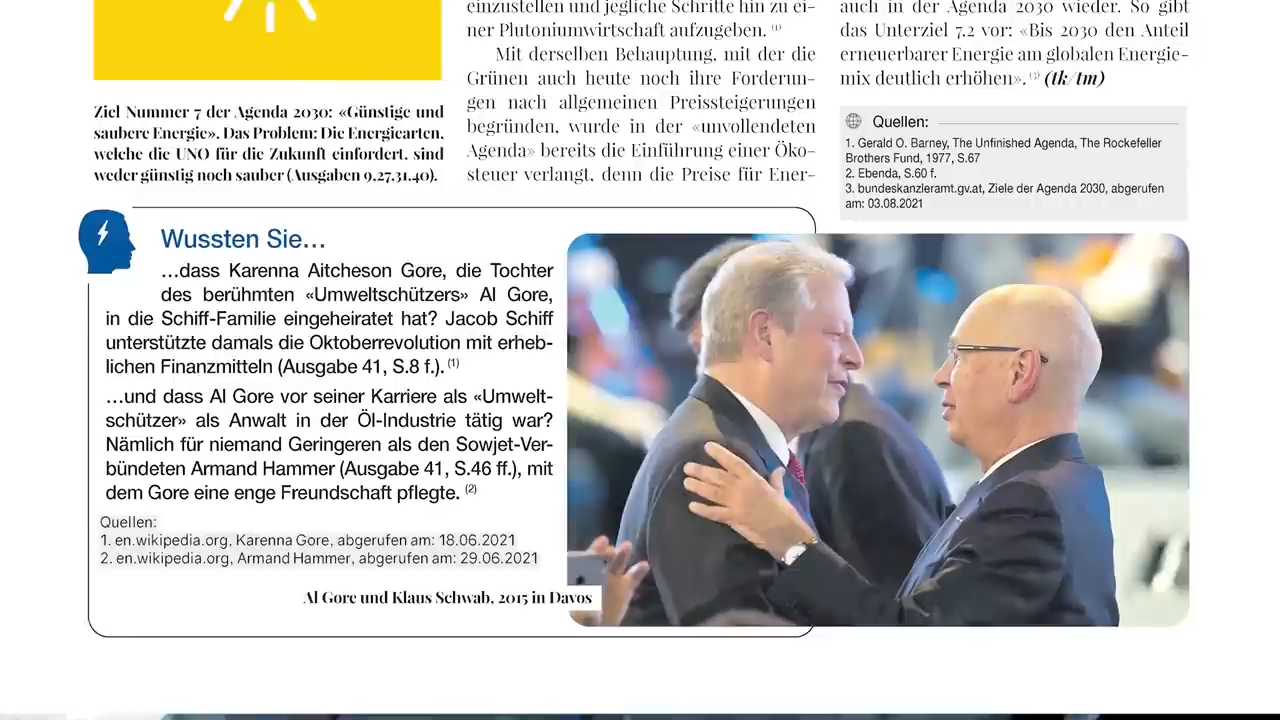 Ziel Nummer 7 der Agenda 2030: «Günstige und
saubere Energie». Das Problem: Die Energiearten,
welche die UNO für die Zukunft einfordert, sind
weder günstig noch sauber (Ausgaben 9,27,31,40).
einzustellen und jegliche Schritte hin zu ei-
ner Plutoniumwirtschaft aufzugeben. (1)
Mit derselben Behauptung, mit der die
Grünen auch heute noch ihre Forderun-
gen nach allgemeinen Preissteigerungen
begründen, wurde in der «unvollendeten
Agenda» bereits die Einführung einer Öko-
steuer verlangt, denn die Preise für Ener-
auch in der Agenda 2030 wieder. So gibt
das Unterziel 7.2 vor: «Bis 2030 den Anteil
erneuerbarer Energie am globalen Energie-
mix deutlich erhöhen». (3) (tk/tm)
Quellen:
1. Gerald O. Barney, The Unfinished Agenda, The Rockefeller
Brothers Fund, 1977, S.67
2. Ebenda, S.60 f.
3. bundeskanzleramt.gv.at, Ziele der Agenda 2030, abgerufen
am: 03.08.2021
Wussten Sie...
...dass Karenna Aitcheson Gore, die Tochter
des berühmten «Umweltschützers» Al Gore,
in die Schiff-Familie eingeheiratet hat? Jacob Schiff
unterstützte damals die Oktoberrevolution mit erheb-
lichen Finanzmitteln (Ausgabe 41, S.8 f.). (1)
...und dass Al Gore vor seiner Karriere als «Umwelt-
schützer» als Anwalt in der Öl-Industrie tätig war?
Nämlich für niemand Geringeren als den Sowjet-Ver-
bündeten Armand Hammer (Ausgabe 41, S.46 ff.), mit
dem Gore eine enge Freundschaft pflegte. (2)
Quellen:
1. en.wikipedia.org, Karenna Gore, abgerufen am: 18.06.2021
2. en.wikipedia.org, Armand Hammer, abgerufen am: 29.06.2021
Al Gore und Klaus Schwab, 2015 in Davos